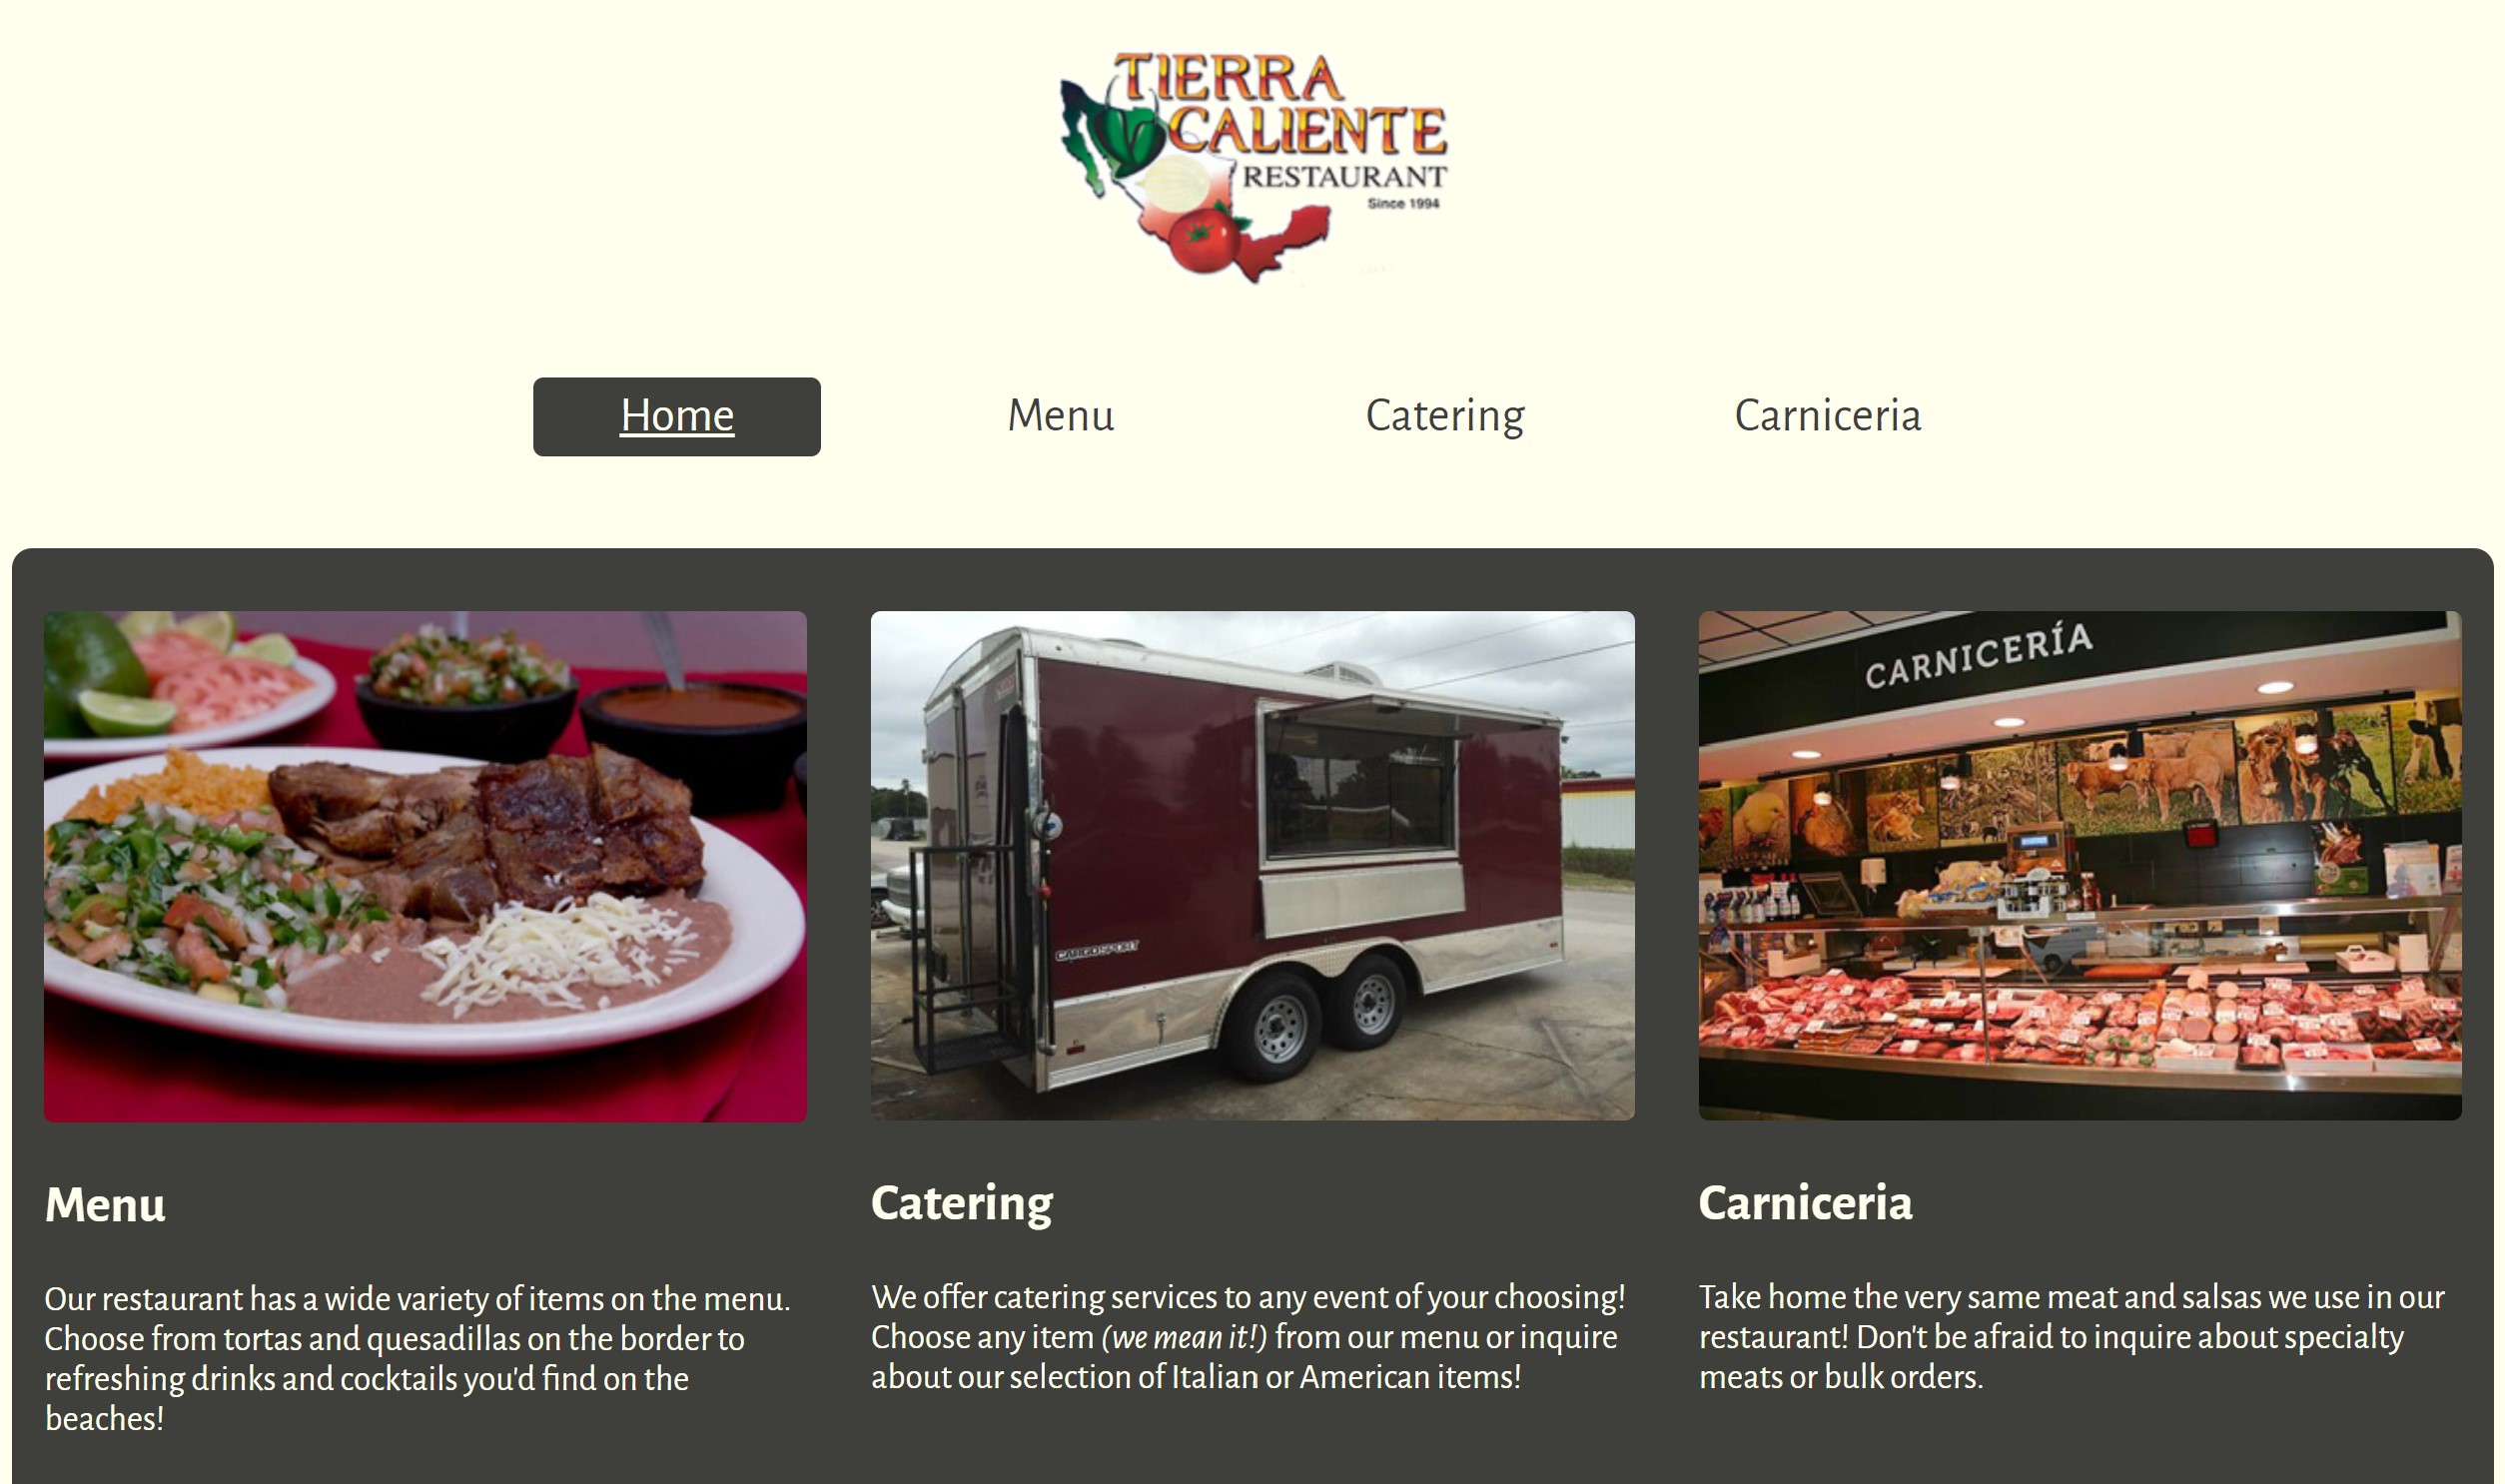 TIERRA
CALIENTE
RESTAURANT
Since 1994
Home
Menu
Catering
Carniceria
CARNICERÍA
CARGO SPORT
Menu
Our restaurant has a wide variety of items on the menu.
Choose from tortas and quesadillas on the border to
refreshing drinks and cocktails you'd find on the
beaches!
Catering
We offer catering services to any event of your choosing!
Choose any item (we mean it!) from our menu or inquire
about our selection of Italian or American items!
Carniceria
Take home the very same meat and salsas we use in our
restaurant! Don't be afraid to inquire about specialty
meats or bulk orders.